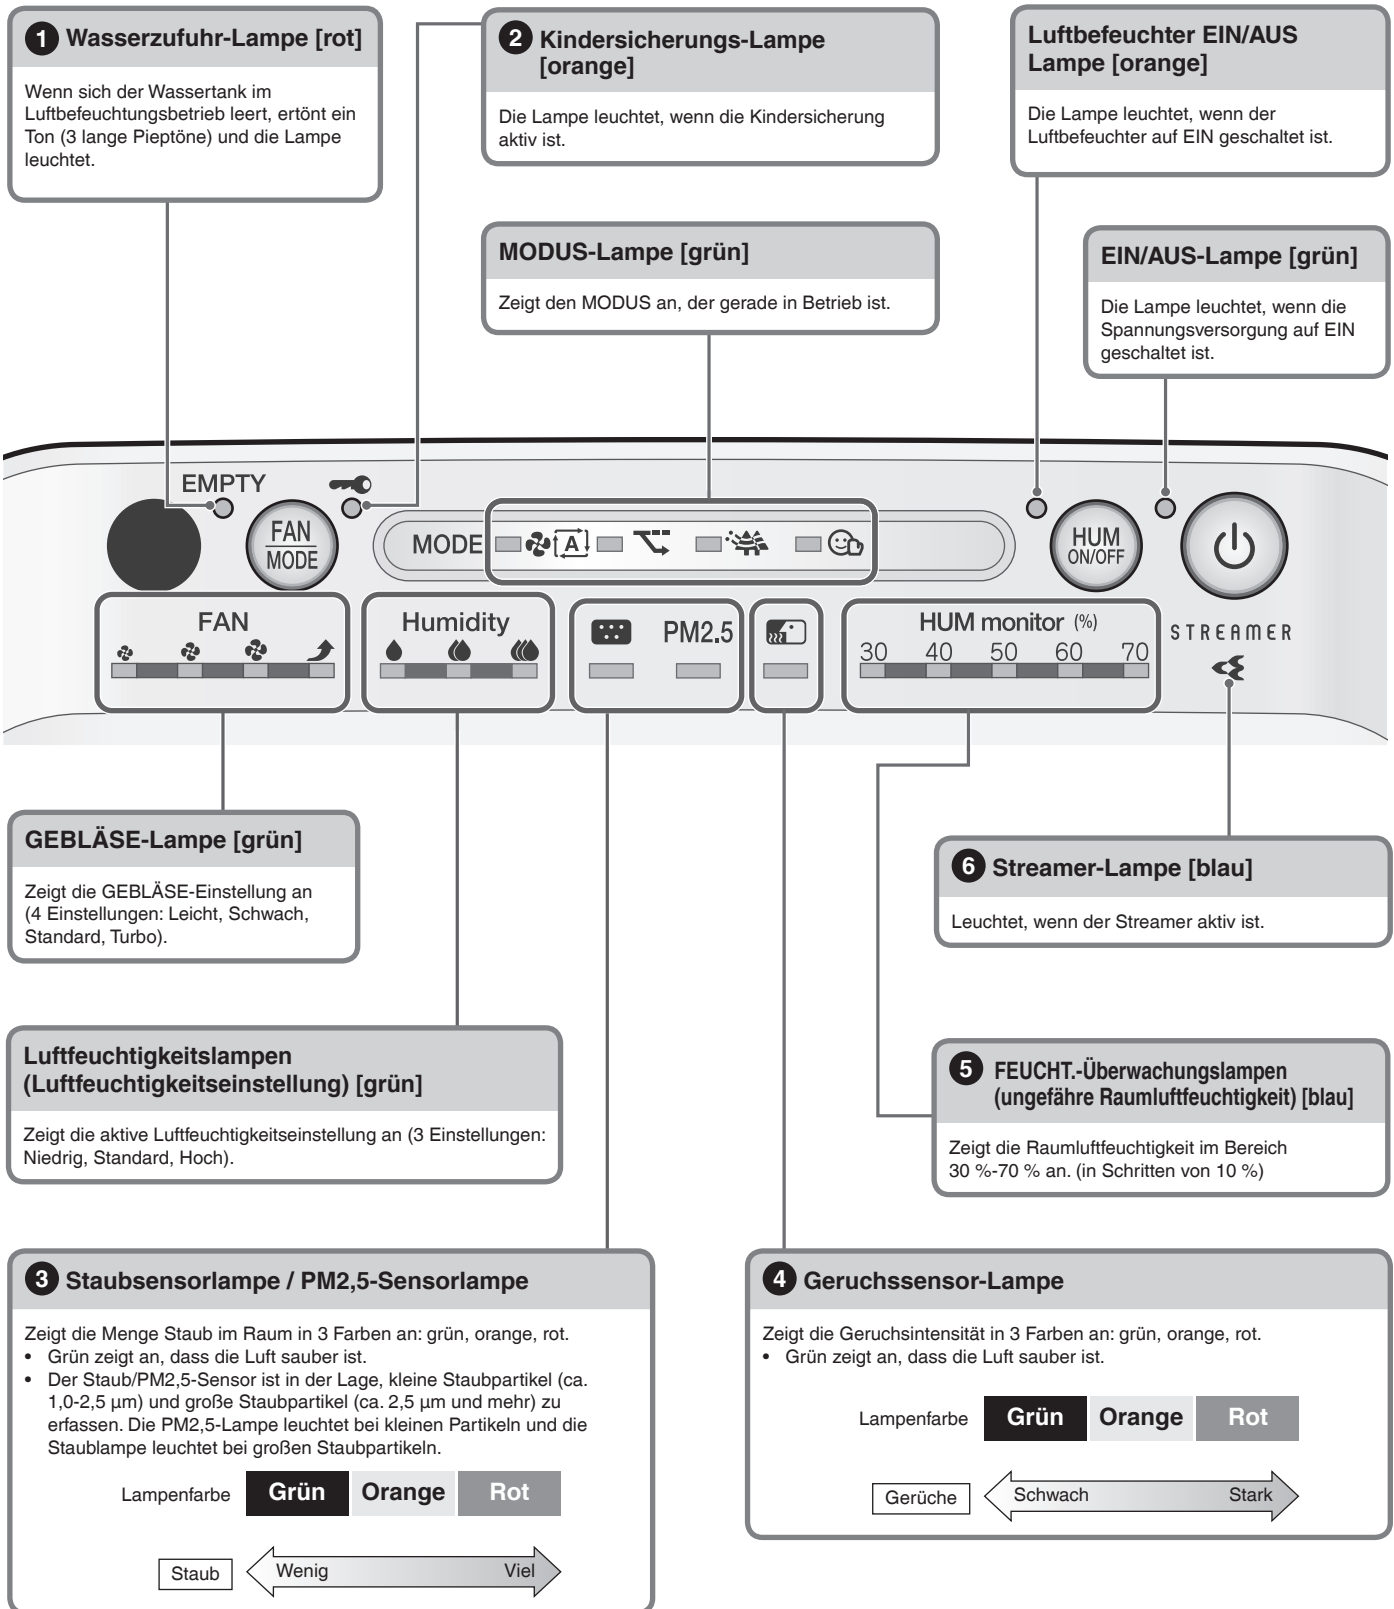 1 Wasserzufuhr-Lampe [rot]
Wenn sich der Wassertank im
Luftbefeuchtungsbetrieb leert, ertönt ein
Ton (3 lange Pieptöne) und die Lampe
leuchtet.
2 Kindersicherungs-Lampe
[orange]
Die Lampe leuchtet, wenn die Kindersicherung
aktiv ist.
Luftbefeuchter EIN/AUS
Lampe [orange]
Die Lampe leuchtet, wenn der
Luftbefeuchter auf EIN geschaltet ist.
MODUS-Lampe [grün]
Zeigt den MODUS an, der gerade in Betrieb ist.
EIN/AUS-Lampe [grün]
Die Lampe leuchtet, wenn die
Spannungsversorgung auf EIN
geschaltet ist.
EMPTY
FAN
MODE
MODE
A
HUM
ON/OFF
FAN
Humidity
PM2.5
HUM monitor (%)
30 40 50 60 70
STREAMER
GEBLÄSE-Lampe [grün]
Zeigt die GEBLÄSE-Einstellung an
(4 Einstellungen: Leicht, Schwach,
Standard, Turbo).
6 Streamer-Lampe [blau]
Leuchtet, wenn der Streamer aktiv ist.
Luftfeuchtigkeitslampen
(Luftfeuchtigkeitseinstellung) [grün]
Zeigt die aktive Luftfeuchtigkeitseinstellung an (3 Einstellungen:
Niedrig, Standard, Hoch).
5 FEUCHT.-Überwachungslampen
(ungefähre Raumluftfeuchtigkeit) [blau]
Zeigt die Raumluftfeuchtigkeit im Bereich
30 %-70 % an. (in Schritten von 10 %)
3 Staubsensorlampe / PM2,5-Sensorlampe
Zeigt die Menge Staub im Raum in 3 Farben an: grün, orange, rot.
• Grün zeigt an, dass die Luft sauber ist.
• Der Staub/PM2,5-Sensor ist in der Lage, kleine Staubpartikel (ca.
1,0-2,5 µm) und große Staubpartikel (ca. 2,5 µm und mehr) zu
erfassen. Die PM2,5-Lampe leuchtet bei kleinen Partikeln und die
Staublampe leuchtet bei großen Staubpartikeln.
Lampenfarbe Grün Orange Rot
Staub Wenig Viel
4 Geruchssensor-Lampe
Zeigt die Geruchsintensität in 3 Farben an: grün, orange, rot.
• Grün zeigt an, dass die Luft sauber ist.
Lampenfarbe Grün Orange Rot
Gerüche Schwach Stark